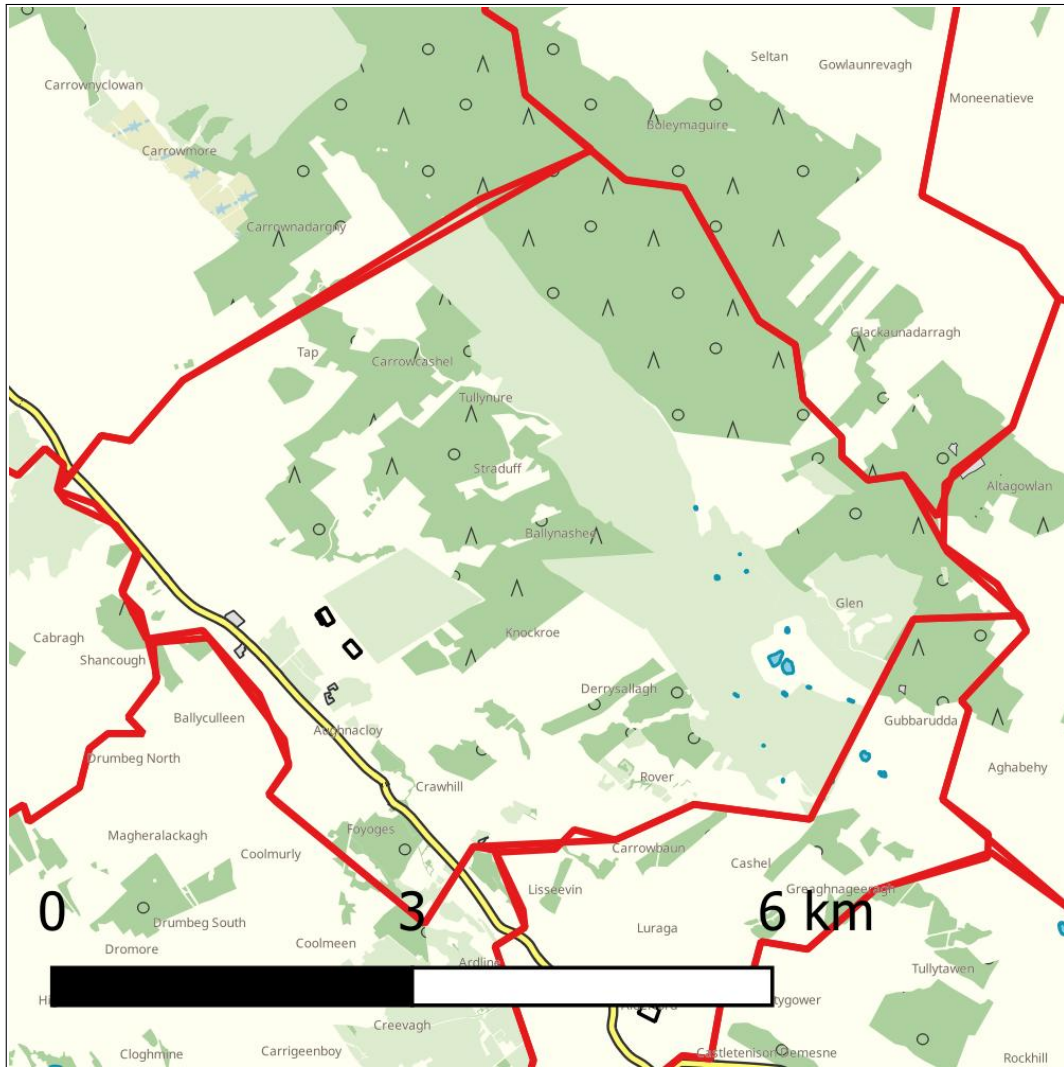 Seltan
Gowlaunrevagh
Carrownyclowan
Moneenatieve
Boleymaguire
Carrowmore
Carrownadargny
Glackaunadarragh
Tap
Carrowcashel
Tullynure
Straduff
Altagowlan
Ballynashee
Glen
Cabragh
Knockroe
Shancough
Derrysallagh
Ballyculleen
Gubbarudda
Aughnacloy
Drumbeg North
Rover
Aghabehy
Crawhill
Foyoges
Magheralackagh
Carrowbaun
Coolmurly
Cashel
Lisseevin
Greaghnageeragh
0 3 6 km
Drumbeg South
Luraga
Coolmeen
Dromore
Ardline
Tullytawen
tygower
Creevagh
Cloghmine
Carrigeenboy
Castletenison Demesne
Rockhill